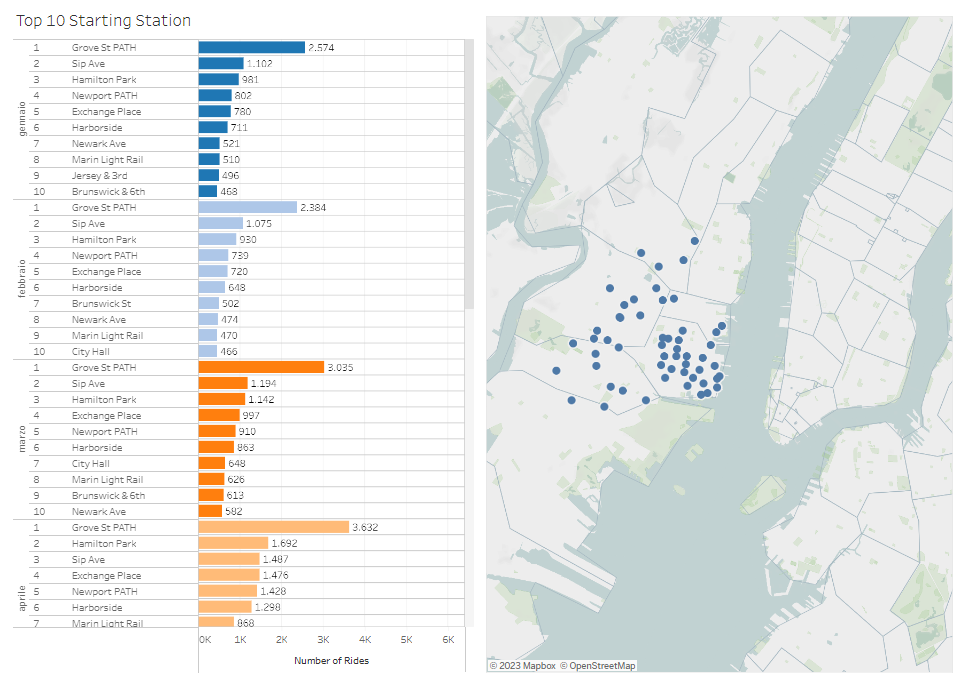 Top 10 Starting Station
gennaio
1 Grove St PATH 2.574
2 Sip Ave 1.102
3 Hamilton Park 981
4 Newport PATH 802
5 Exchange Place 780
6 Harborside 711
7 Newark Ave 521
8 Marin Light Rail 510
9 Jersey & 3rd 496
10 Brunswick & 6th 468
febbraio
1 Grove St PATH 2.384
2 Sip Ave 1.075
3 Hamilton Park 930
4 Newport PATH 739
5 Exchange Place 720
6 Harborside 648
7 Brunswick St 502
8 Newark Ave 474
9 Marin Light Rail 470
10 City Hall 466
marzo
1 Grove St PATH 3.035
2 Sip Ave 1.194
3 Hamilton Park 1.142
4 Exchange Place 997
5 Newport PATH 910
6 Harborside 863
7 City Hall 648
8 Marin Light Rail 626
9 Brunswick & 6th 613
10 Newark Ave 582
aprile
1 Grove St PATH 3.632
2 Hamilton Park 1.692
3 Sip Ave 1.487
4 Exchange Place 1.476
5 Newport PATH 1.428
6 Harborside 1.298
7 Marin Light Rail 868
0K 1K 2K 3K 4K 5K 6K
Number of Rides
© 2023 Mapbox © OpenStreetMap